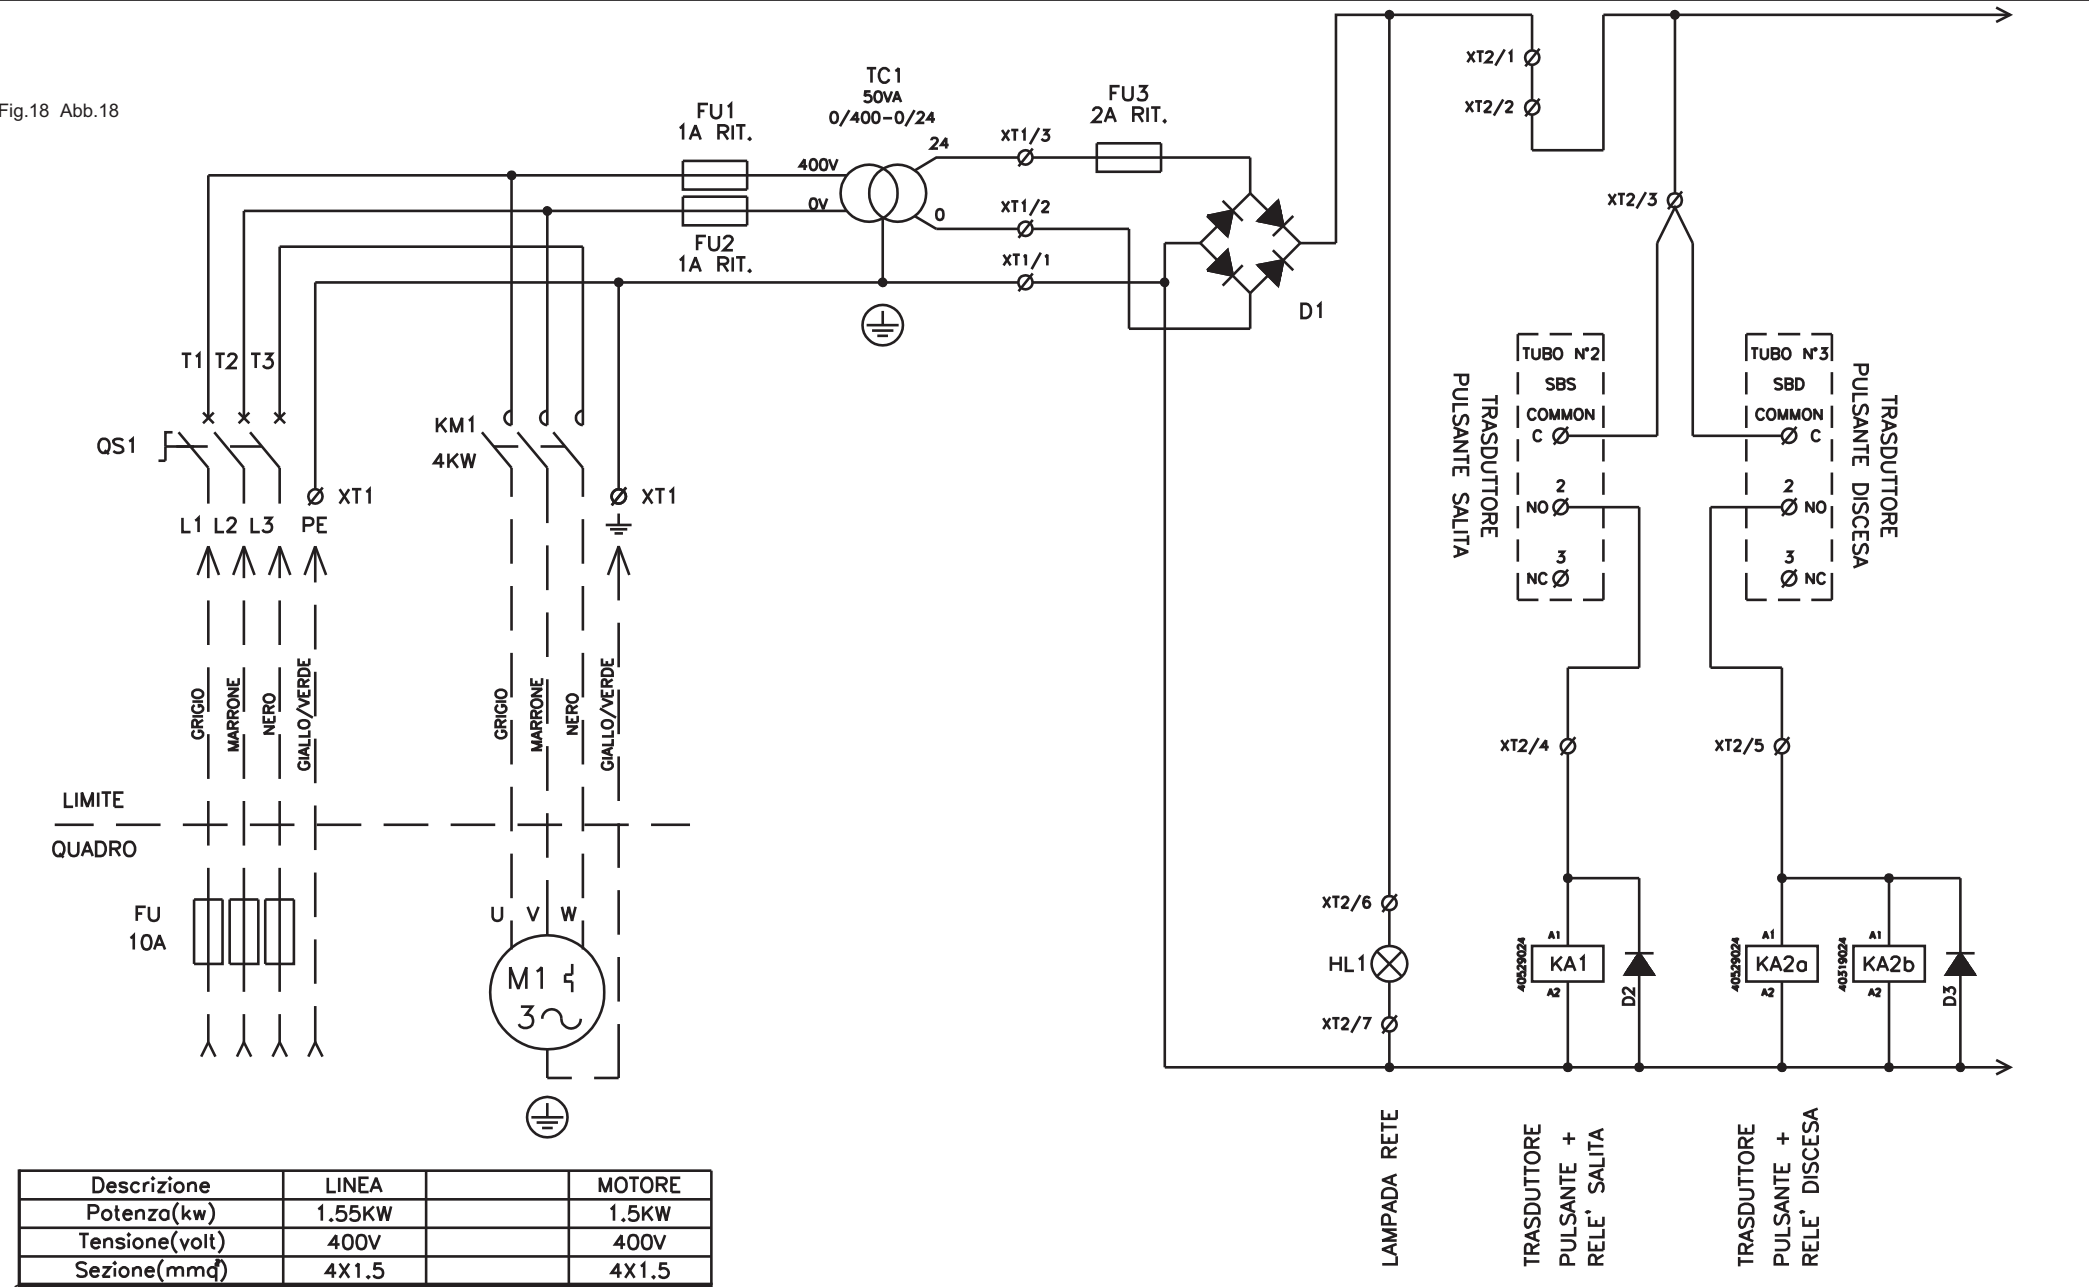 Fig.18 Abb.18
TC1
50VA
0/400-0/24
FU1
1A RIT.
FU2
1A RIT.
400V
0V
24
0
XT1/3
XT1/2
XT1/1
FU3
2A RIT.
D1
XT2/1
XT2/2
XT2/3
T1 T2 T3
QS1
L1 L2 L3 PE
XT1
KM1
4KW
XT1
GRIGIO
MARRONE
NERO
GIALLO/VERDE
GRIGIO
MARRONE
NERO
GIALLO/VERDE
LIMITE
QUADRO
FU
10A
U V W
M1
3
TUBO N°2
SBS
COMMON
C
2
NO
3
NC
TRASDUTTORE
PULSANTE SALITA
TUBO N°3
SBD
COMMON
C
2
NO
3
NC
TRASDUTTORE
PULSANTE DISCESA
XT2/4
XT2/5
XT2/6
HL1
XT2/7
A1
KA1
A2
40529024
D2
A1
KA2a
A2
40529024
A1
KA2b
A2
40319024
D3
LAMPADA RETE
TRASDUTTORE
PULSANTE +
RELE' SALITA
TRASDUTTORE
PULSANTE +
RELE' DISCESA
Descrizione LINEA MOTORE
Potenza(kw) 1.55KW 1.5KW
Tensione(volt) 400V 400V
Sezione(mmq²) 4X1.5 4X1.5